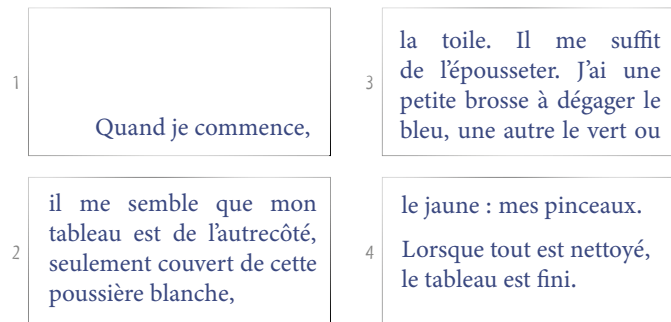 1
Quand je commence,
2
il me semble que mon
tableau est de l'autrecôté,
seulement couvert de cette
poussière blanche,
3
la toile. Il me suffit
de l'épousseter. J'ai une
petite brosse à dégager le
bleu, une autre le vert ou
4
le jaune : mes pinceaux.
Lorsque tout est nettoyé,
le tableau est fini.